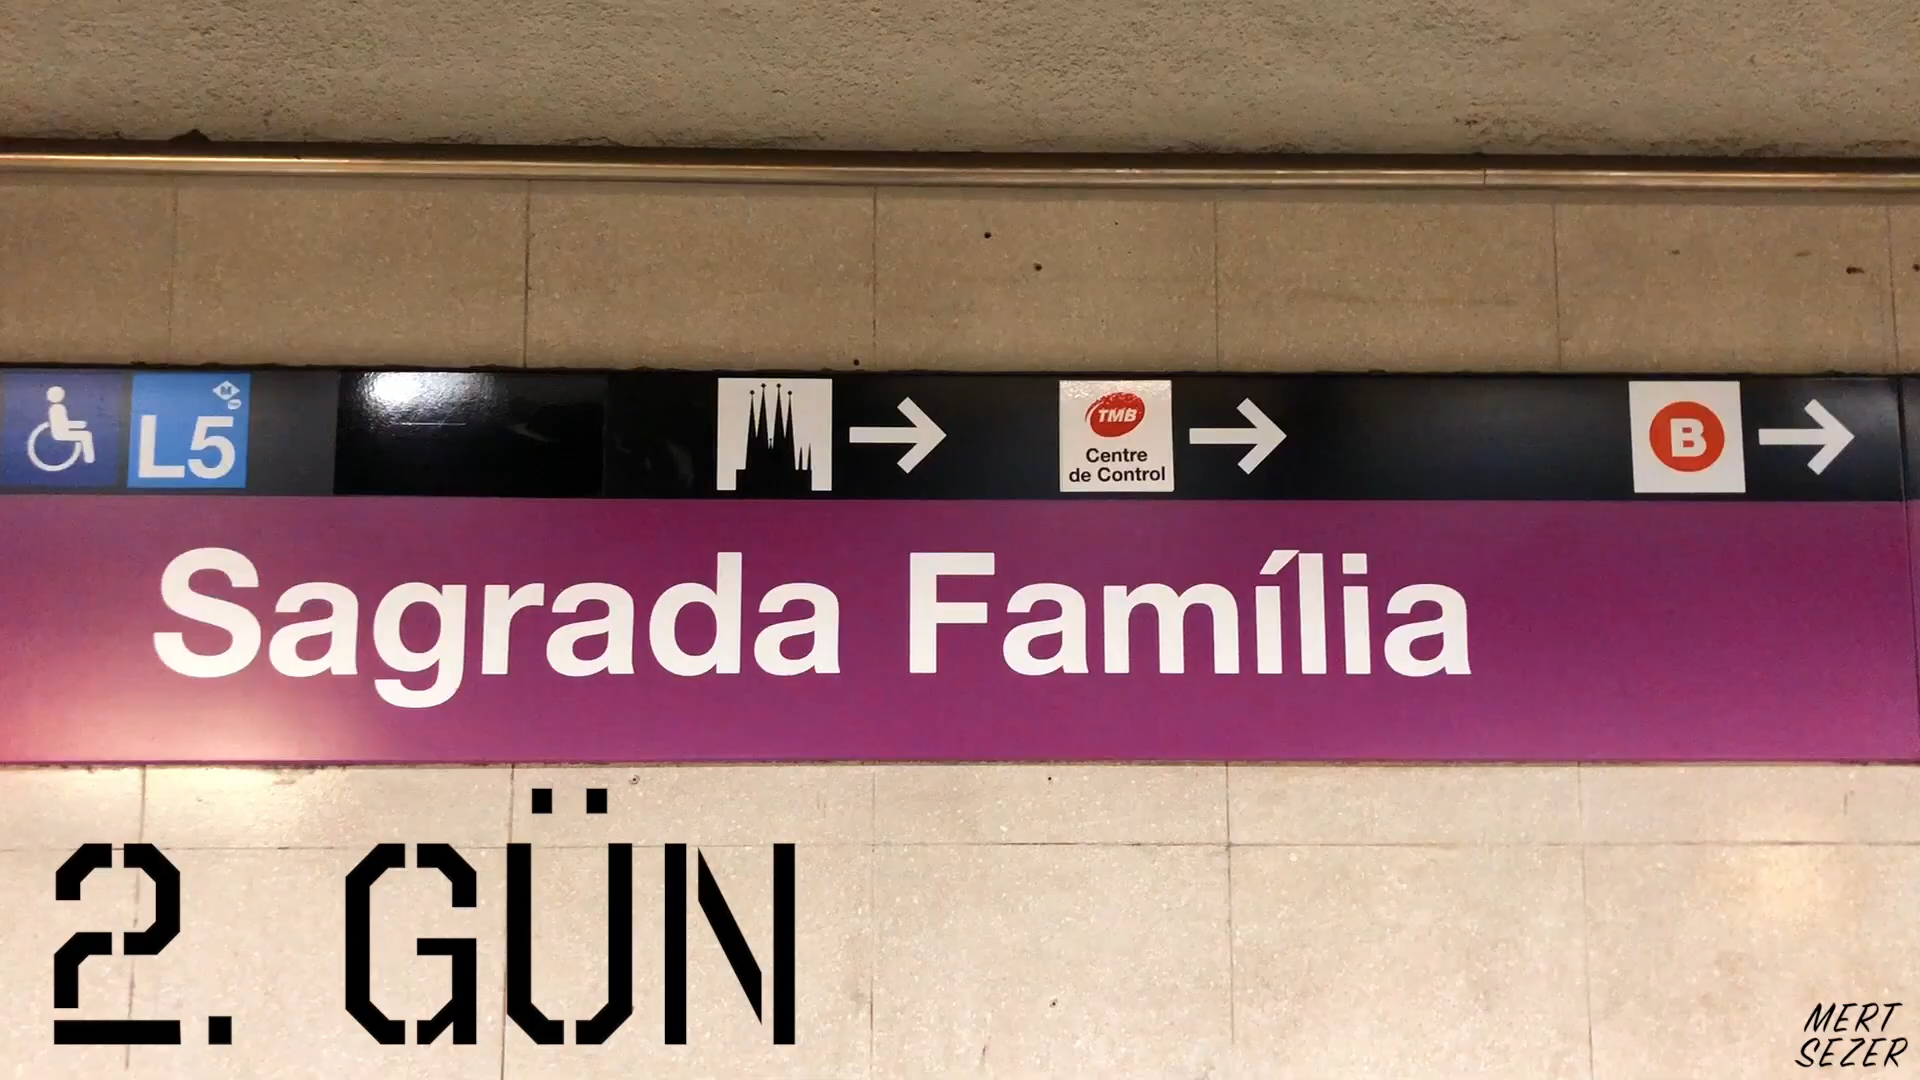 L5
TMB
Centre
de Control
B
Sagrada Família
2. GÜN
MERT
SEZER